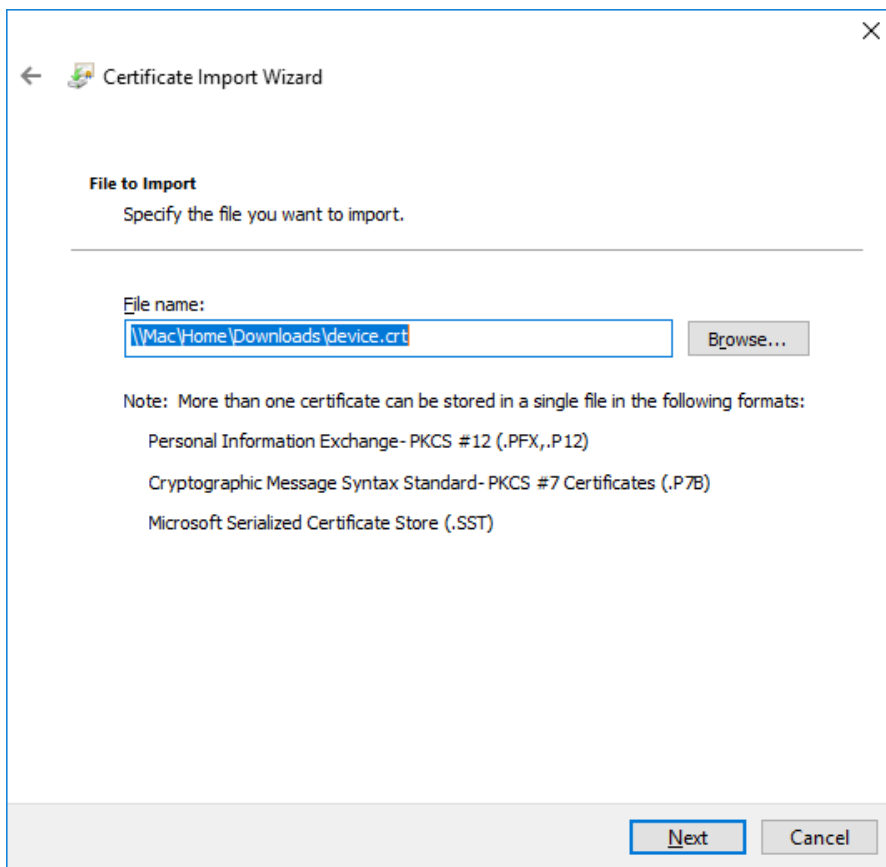 Certificate Import Wizard
File to Import
Specify the file you want to import.
File name:
\\Mac\Home\Downloads\device.crt
Browse...
Note:  More than one certificate can be stored in a single file in the following formats:
Personal Information Exchange- PKCS #12 (.PFX,.P12)
Cryptographic Message Syntax Standard- PKCS #7 Certificates (.P7B)
Microsoft Serialized Certificate Store (.SST)
Next
Cancel